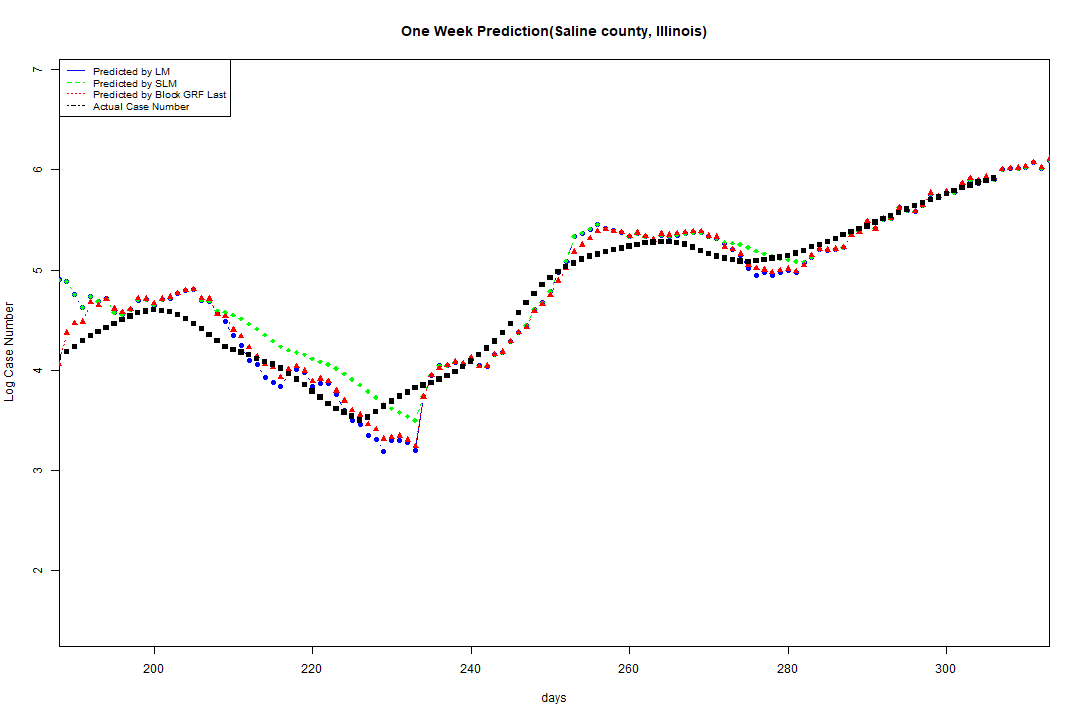 One Week Prediction(Saline county, Illinois)
Predicted by LM
Predicted by SLM
Predicted by Block GRF Last
Actual Case Number
7
6
5
4
3
2
Log Case Number
200 220 240 260 280 300
days